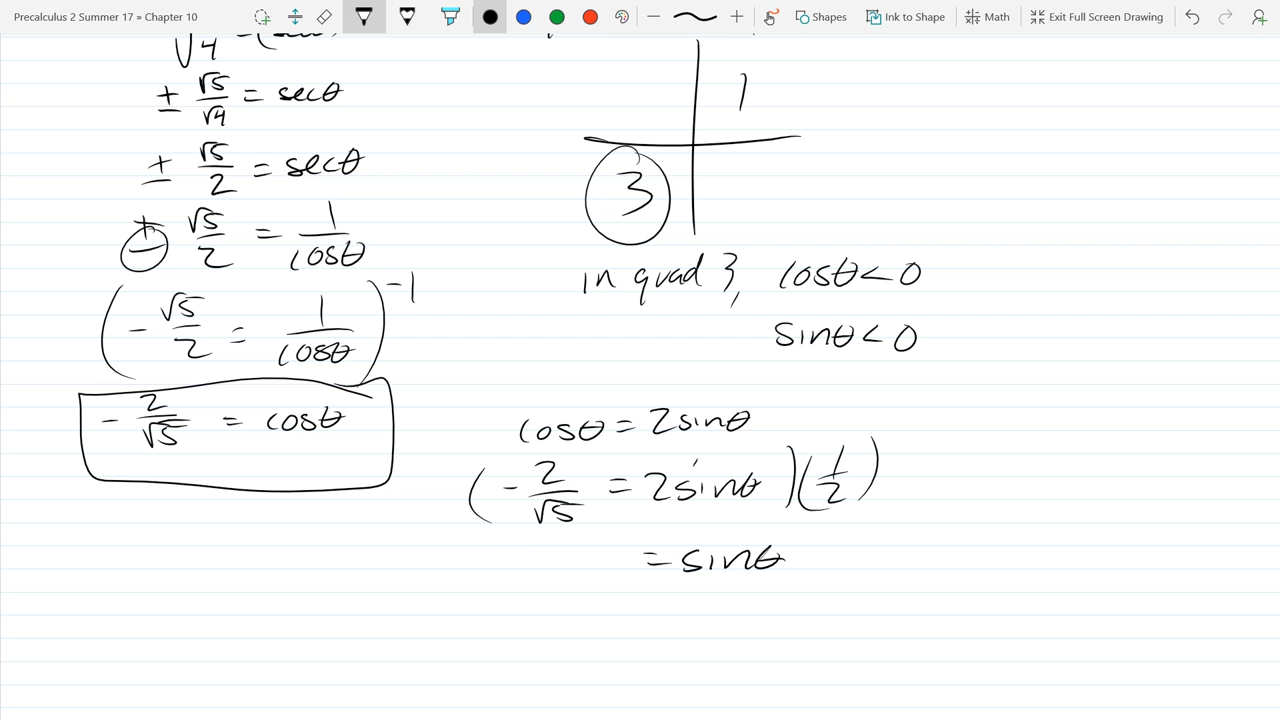 Precalculus 2 Summer 17 » Chapter 10
Shapes
Ink to Shape
Math
Exit Full Screen Drawing
√4
± √5/√4 = secθ
± √5/2 = secθ
± √5/2 = 1/cosθ
(- √5/2 = 1/cosθ)^-1
- 2/√5 = cosθ
1
3
in quad 3, cosθ < 0
sinθ < 0
cosθ = 2sinθ
(- 2/√5 = 2sinθ)(1/2)
= sinθ